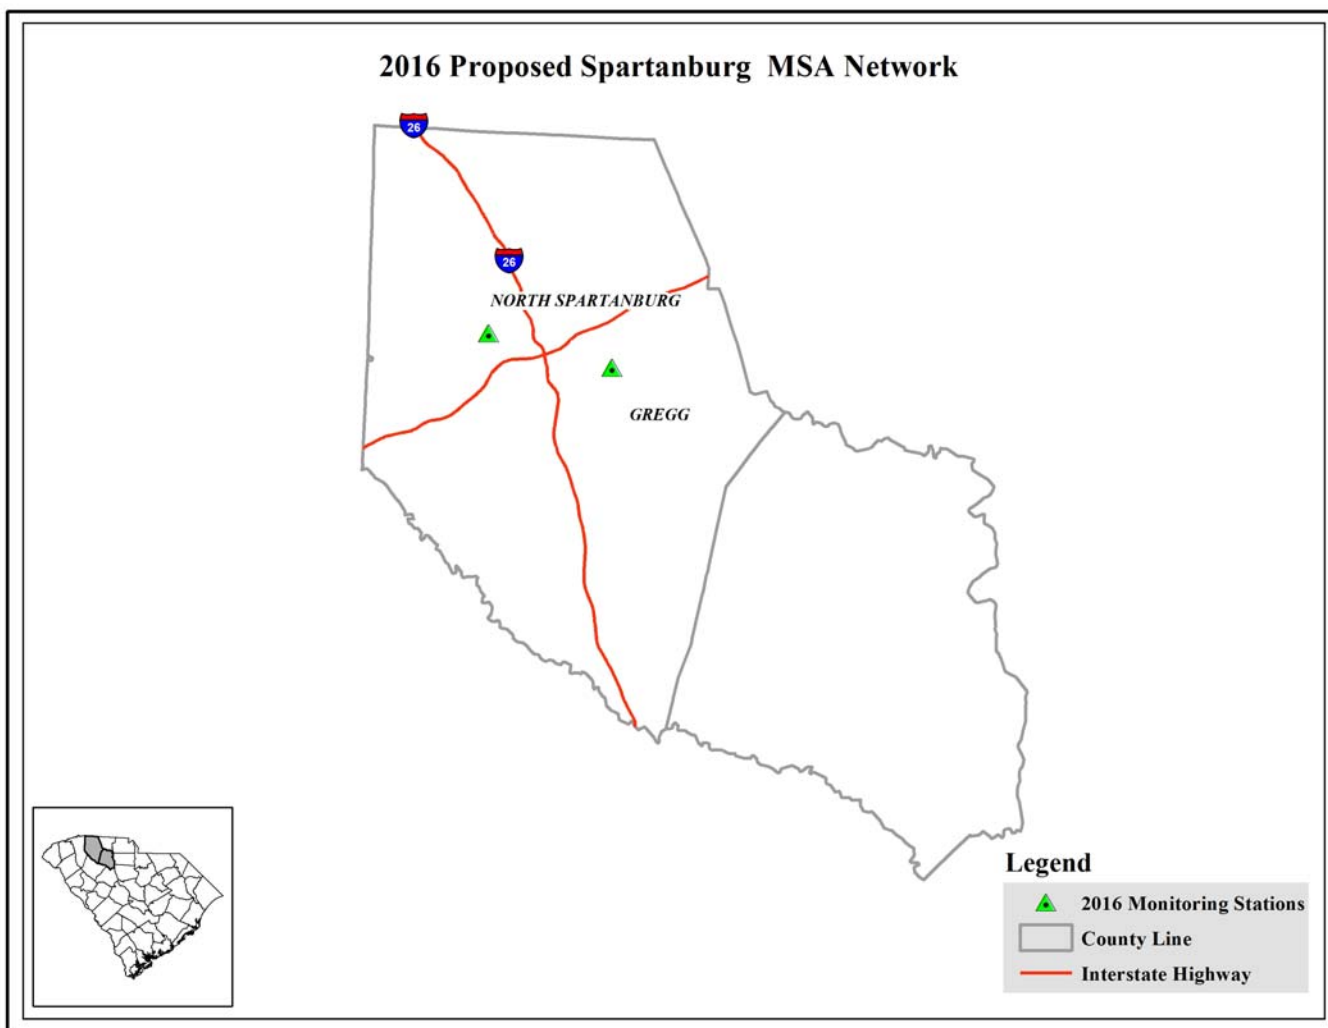 2016 Proposed Spartanburg MSA Network
26
26
NORTH SPARTANBURG
GREGG
Legend
2016 Monitoring Stations
County Line
Interstate Highway